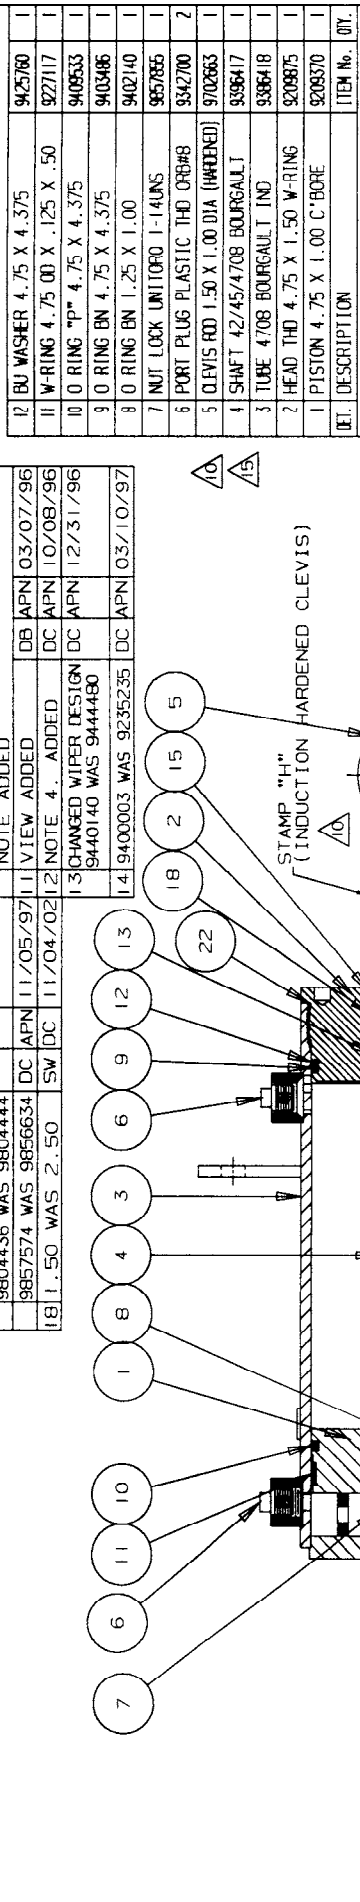 12 BU WASHER 4.75 X 4.375 9425760 1
11 W-RING 4.75 OD X .125 X .50 9227117 1
10 O RING "P" 4.75 X 4.375 9409533 1
9 O RING BN 4.75 X 4.375 9403486 1
8 O RING BN 1.25 X 1.00 9402140 1
7 NUT LOCK UNITORQ 1-14UNS 9857855 1
6 PORT PLUG PLASTIC THD ORB#8 9342700 2
5 CLEVIS ROD 1.50 X 1.00 DIA (HARDENED) 9702663 1
4 SHAFT 42/45/4708 BOURGAULT 9396417 1
3 TUBE 4708 BOURGAULT IND 9386418 1
2 HEAD THD 4.75 X 1.50 W-RING 9209875 1
1 PISTON 4.75 X 1.00 C'BORE 9209370 1
DET. DESCRIPTION ITEM No. QTY.
NOTE ADDED
11 VIEW ADDED DB APN 03/07/96
12 NOTE 4. ADDED DC APN 10/08/96
13 CHANGED WIPER DESIGN DC APN 12/31/96
9440140 WAS 9444480
14 9400003 WAS 9235235 DC APN 03/10/97
9804436 WAS 9804444
9857574 WAS 9856634 DC APN 11/05/97
18 1.50 WAS 2.50 SW DC 11/04/02
10
15
STAMP "H"
(INDUCTION HARDENED CLEVIS)
10
7
6
11
10
1
8
4
3
6
9
12
13
22
18
2
15
5